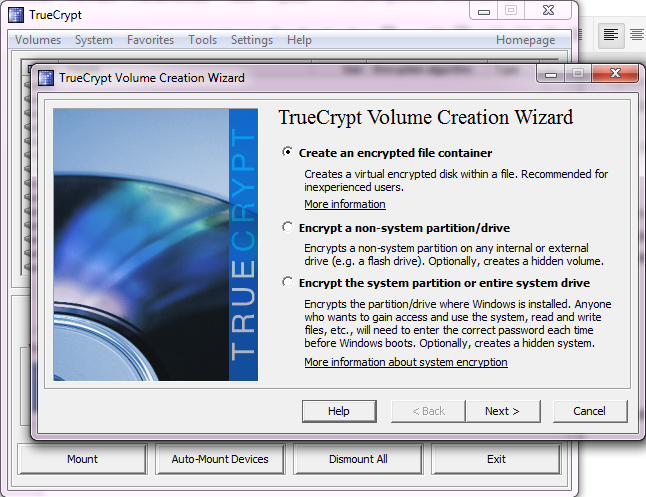 TrueCrypt
Volumes System Favorites Tools Settings Help Homepage
TrueCrypt Volume Creation Wizard
TRUECRYPT
TrueCrypt Volume Creation Wizard
Create an encrypted file container
Creates a virtual encrypted disk within a file. Recommended for
inexperienced users.
More information
Encrypt a non-system partition/drive
Encrypts a non-system partition on any internal or external
drive (e.g. a flash drive). Optionally, creates a hidden volume.
Encrypt the system partition or entire system drive
Encrypts the partition/drive where Windows is installed. Anyone
who wants to gain access and use the system, read and write
files, etc., will need to enter the correct password each time
before Windows boots. Optionally, creates a hidden system.
More information about system encryption
Help < Back Next > Cancel
Mount Auto-Mount Devices Dismount All Exit